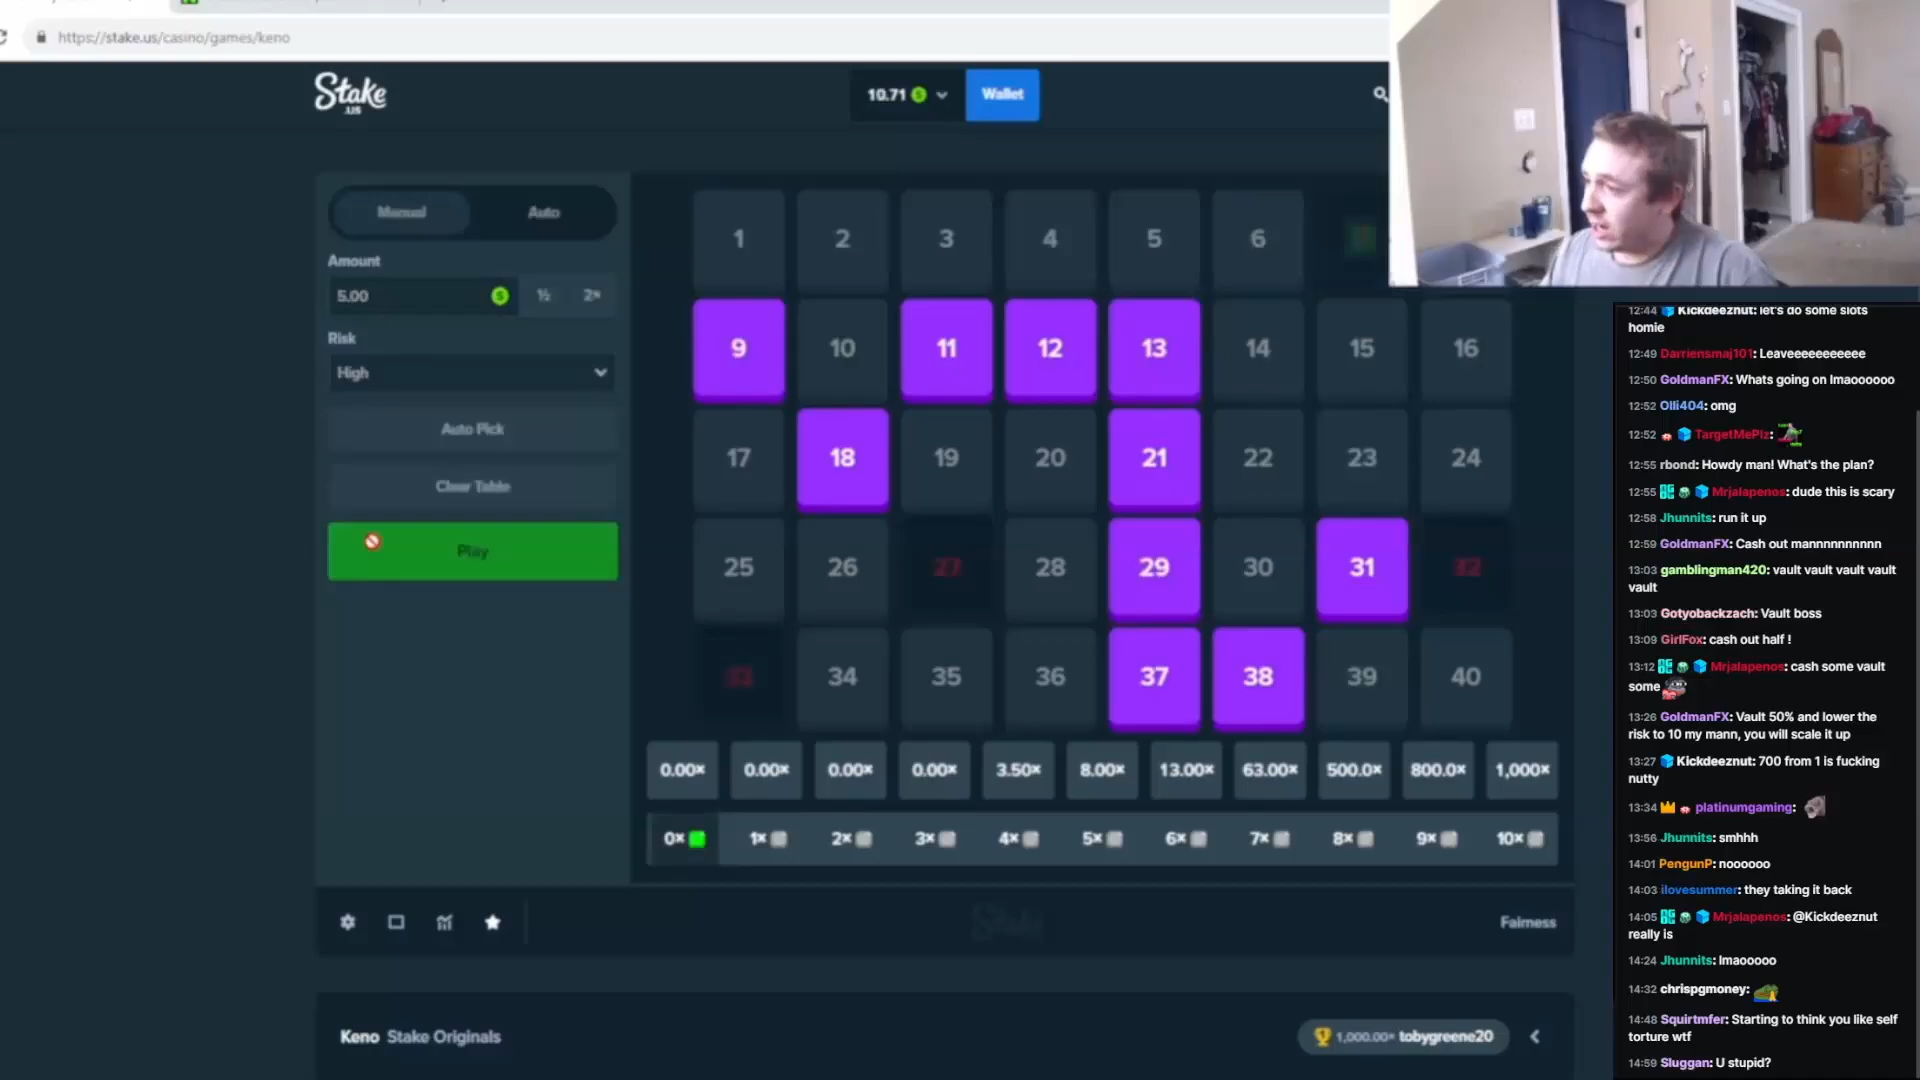 https://stake.us/casino/games/keno
Stake
.US
10.71
Wallet
Manual
Auto
Amount
5.00
½
2×
Risk
High
Auto Pick
Clear Table
Play
1 2 3 4 5 6
9 10 11 12 13 14 15 16
17 18 19 20 21 22 23 24
25 26 27 28 29 30 31 32
33 34 35 36 37 38 39 40
0.00× 0.00× 0.00× 0.00× 3.50× 8.00× 13.00× 63.00× 500.0× 800.0× 1,000×
0× 1× 2× 3× 4× 5× 6× 7× 8× 9× 10×
Stake
Fairness
Keno Stake Originals
1,000.00× tobygreene20
12:44 Kickdeeznut: let's do some slots
homie
12:49 Darriensmaj101: Leaveeeeeeeeeee
12:50 GoldmanFX: Whats going on lmaoooooo
12:52 Olli404: omg
12:52 TargetMePlz:
12:55 rbond: Howdy man! What's the plan?
12:55 Mrjalapenos: dude this is scary
12:58 Jhunnits: run it up
12:59 GoldmanFX: Cash out mannnnnnnnnn
13:03 gamblingman420: vault vault vault vault
vault
13:03 Gotyobackzach: Vault boss
13:09 GirlFox: cash out half !
13:12 Mrjalapenos: cash some vault
some
13:26 GoldmanFX: Vault 50% and lower the
risk to 10 my mann, you will scale it up
13:27 Kickdeeznut: 700 from 1 is fucking
nutty
13:34 platinumgaming:
13:56 Jhunnits: smhhh
14:01 PengunP: noooooo
14:03 ilovesummer: they taking it back
14:05 Mrjalapenos: @Kickdeeznut
really is
14:24 Jhunnits: lmaooooo
14:32 chrispgmoney:
14:48 Squirtmfer: Starting to think you like self
torture wtf
14:59 Sluggan: U stupid?